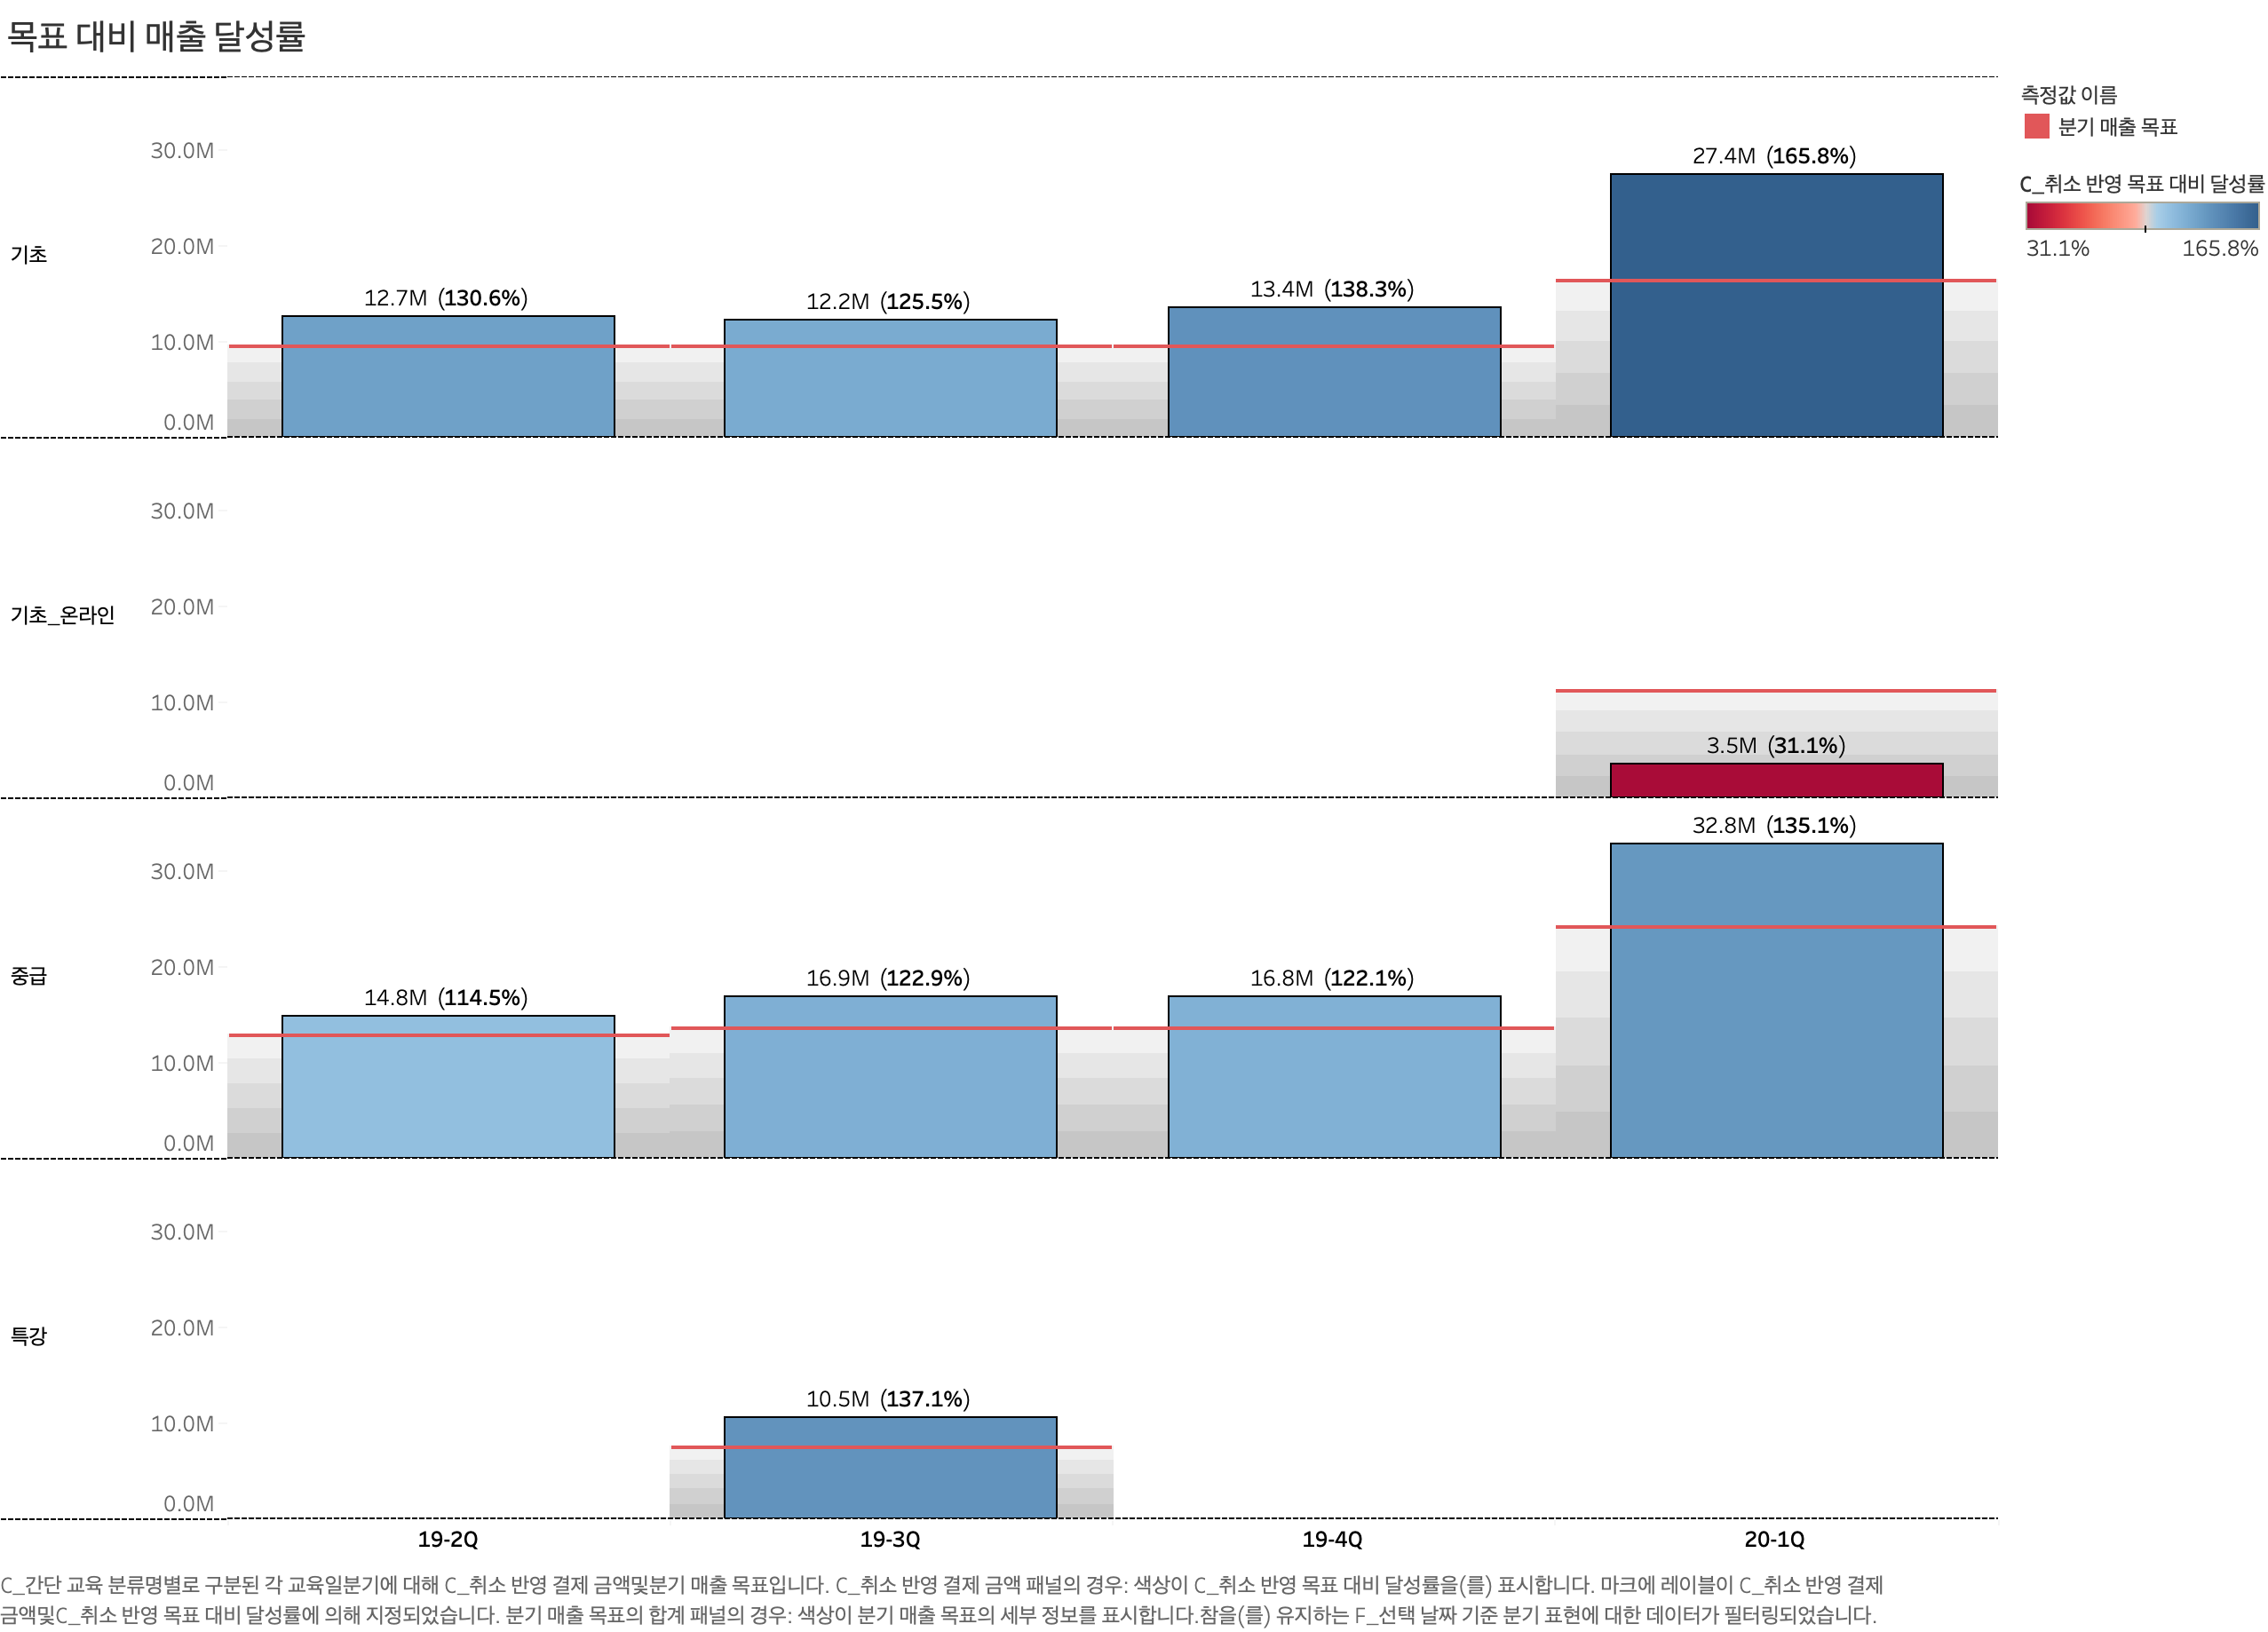 목표 대비 매출 달성률
측정값 이름
분기 매출 목표
C_취소 반영 목표 대비 달성률
31.1% 165.8%
기초
30.0M
20.0M
10.0M
0.0M
12.7M (130.6%)
12.2M (125.5%)
13.4M (138.3%)
27.4M (165.8%)
기초_온라인
30.0M
20.0M
10.0M
0.0M
3.5M (31.1%)
중급
30.0M
20.0M
10.0M
0.0M
14.8M (114.5%)
16.9M (122.9%)
16.8M (122.1%)
32.8M (135.1%)
특강
30.0M
20.0M
10.0M
0.0M
10.5M (137.1%)
19-2Q 19-3Q 19-4Q 20-1Q
C_간단 교육 분류명별로 구분된 각 교육일분기에 대해 C_취소 반영 결제 금액및분기 매출 목표입니다. C_취소 반영 결제 금액 패널의 경우: 색상이 C_취소 반영 목표 대비 달성률을(를) 표시합니다. 마크에 레이블이 C_취소 반영 결제
금액및C_취소 반영 목표 대비 달성률에 의해 지정되었습니다. 분기 매출 목표의 합계 패널의 경우: 색상이 분기 매출 목표의 세부 정보를 표시합니다.참을(를) 유지하는 F_선택 날짜 기준 분기 표현에 대한 데이터가 필터링되었습니다.